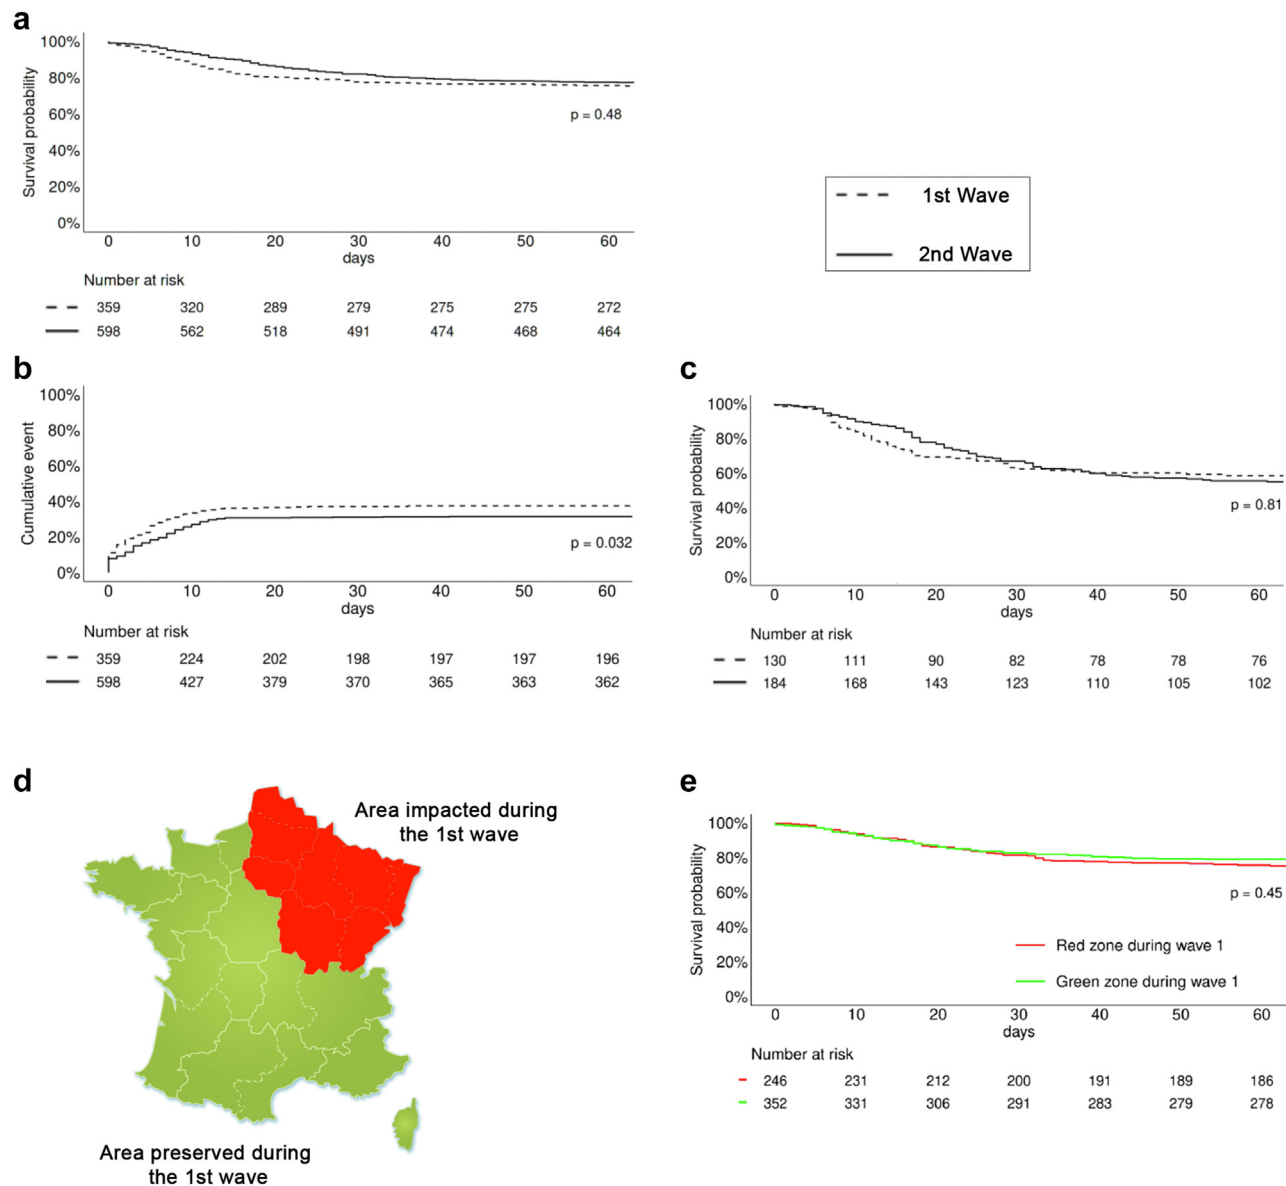 a
100%
80%
60%
40%
20%
0%
Survival probability
p = 0.48
0 10 20 30 40 50 60
days
Number at risk
359 320 289 279 275 275 272
598 562 518 491 474 468 464
1st Wave
2nd Wave
b
100%
80%
60%
40%
20%
0%
Cumulative event
p = 0.032
0 10 20 30 40 50 60
days
Number at risk
359 224 202 198 197 197 196
598 427 379 370 365 363 362
c
100%
80%
60%
40%
20%
0%
Survival probability
p = 0.81
0 10 20 30 40 50 60
days
Number at risk
130 111 90 82 78 78 76
184 168 143 123 110 105 102
d
Area impacted during
the 1st wave
Area preserved during
the 1st wave
e
100%
80%
60%
40%
20%
0%
Survival probability
p = 0.45
Red zone during wave 1
Green zone during wave 1
0 10 20 30 40 50 60
days
Number at risk
246 231 212 200 191 189 186
352 331 306 291 283 279 278